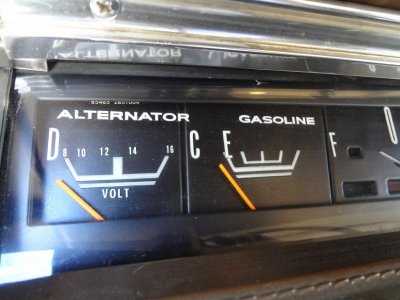 ALTERNATOR
GASOLINE
D 8 10 12 14 16
VOLT
C E
F